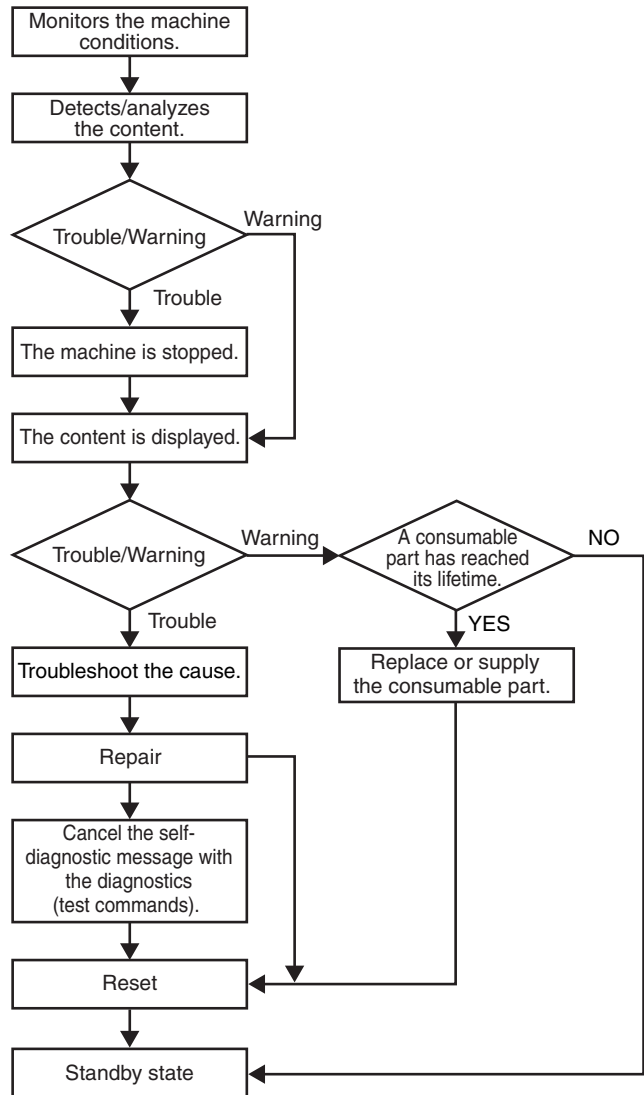 Monitors the machine
conditions.
Detects/analyzes
the content.
Trouble/Warning
Warning
Trouble
The machine is stopped.
The content is displayed.
Trouble/Warning
Warning
A consumable
part has reached
its lifetime.
NO
Trouble
YES
Troubleshoot the cause.
Replace or supply
the consumable part.
Repair
Cancel the self-
diagnostic message with
the diagnostics
(test commands).
Reset
Standby state